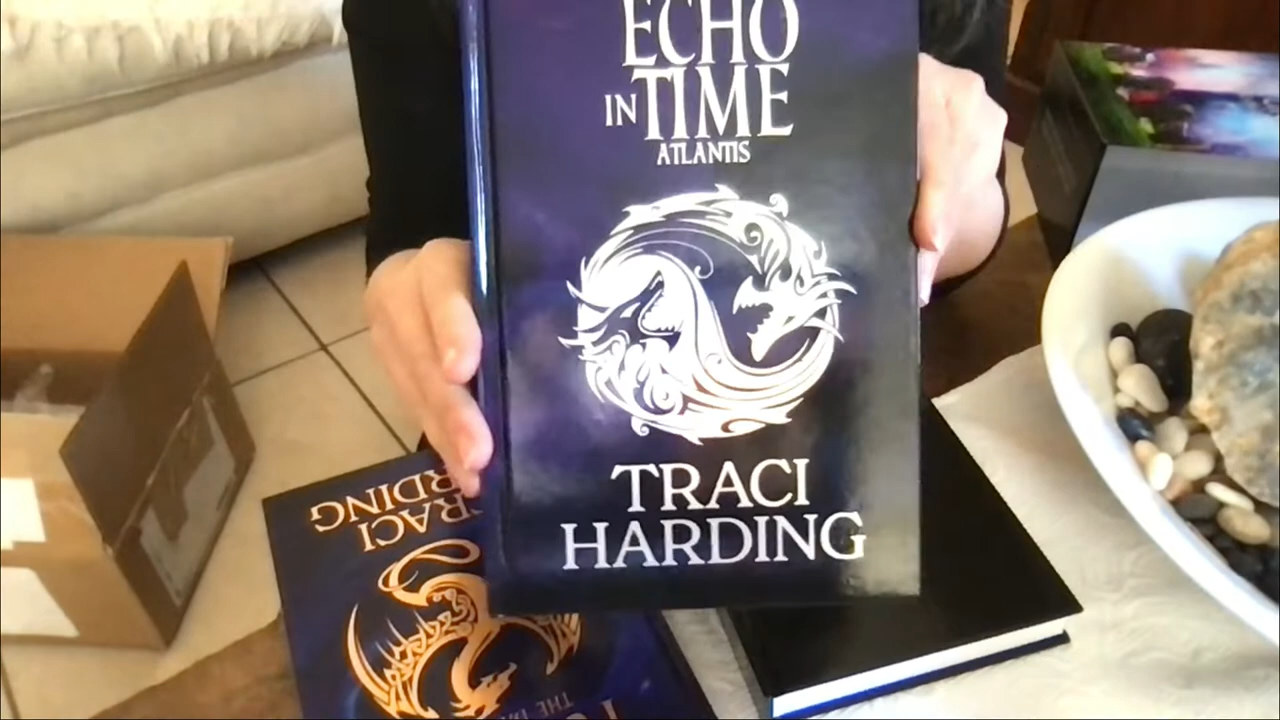 ECHO
IN TIME
ATLANTIS
TRACI
HARDING
TRACI
RDING
THE